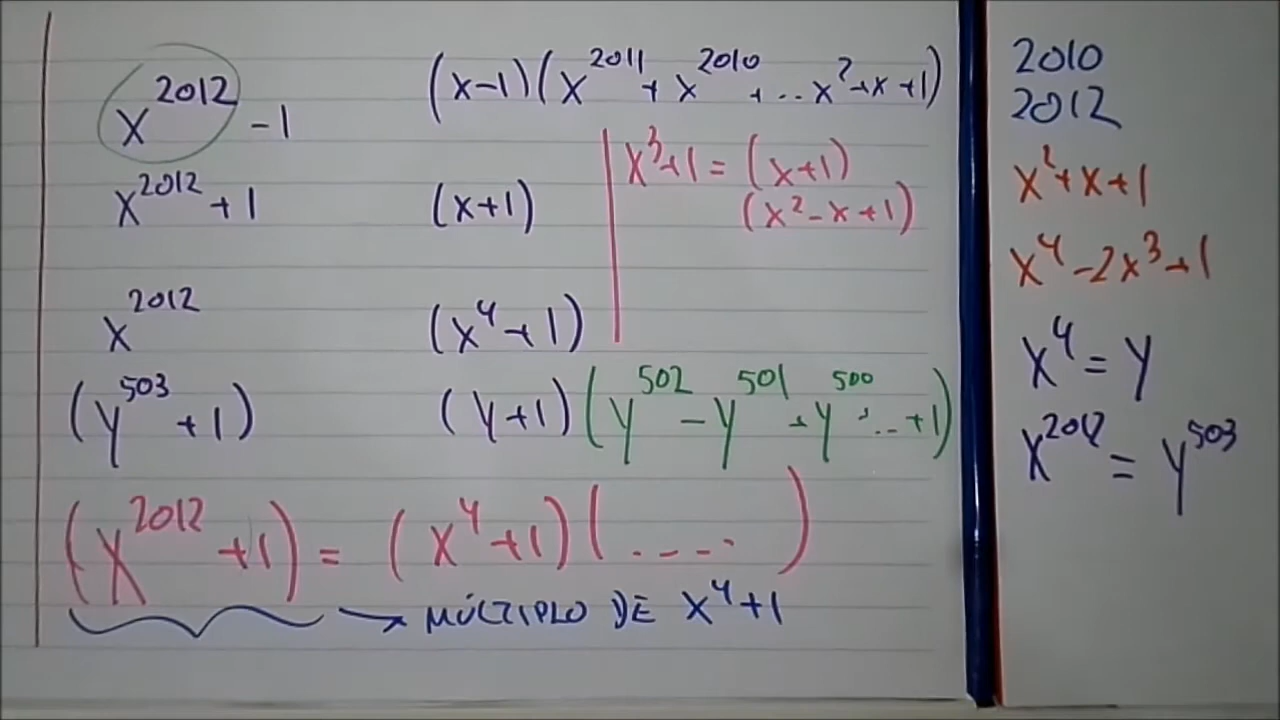 x^2012 - 1
(x-1)(x^2011 + x^2010 + ... x^2 + x + 1)
x^3 + 1 = (x+1)
(x^2 - x + 1)
x^2012 + 1
(x+1)
x^2012
(x^4 + 1)
(y^503 + 1)
(y+1)(y^502 - y^501 + y^500 ... + 1)
(x^2012 + 1) = (x^4 + 1)(....)
→ MÚLTIPLO DE x^4 + 1
2010
2012
x^2 + x + 1
x^4 - 2x^3 + 1
x^4 = y
x^2012 = y^503